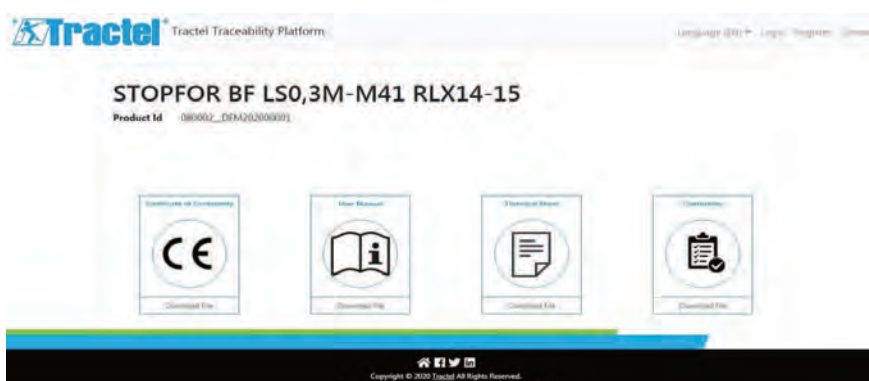 Tractel Tractel Traceability Platform
Language (EN) Login Register
STOPFOR BF LS0,3M-M41 RLX14-15
Product Id 080002_DEM20200001
Certificate of Conformity User Manual Technical Sheet
CE i
Download File Download File Download File Download File
Copyright © 2020 Tractel All Rights Reserved.